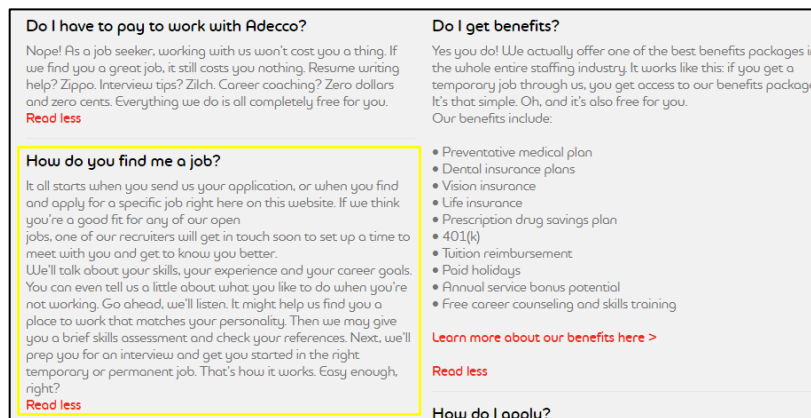 Do I have to pay to work with Adecco?
Nope! As a job seeker, working with us won't cost you a thing. If
we find you a great job, it still costs you nothing. Resume writing
help? Zippo. Interview tips? Zilch. Career coaching? Zero dollars
and zero cents. Everything we do is all completely free for you.
Read less
How do you find me a job?
It all starts when you send us your application, or when you find
and apply for a specific job right here on this website. If we think
you're a good fit for any of our open
jobs, one of our recruiters will get in touch soon to set up a time to
meet with you and get to know you better.
We'll talk about your skills, your experience and your career goals.
You can even tell us a little about what you like to do when you're
not working. Go ahead, we'll listen. It might help us find you a
place to work that matches your personality. Then we may give
you a brief skills assessment and check your references. Next, we'll
prep you for an interview and get you started in the right
temporary or permanent job. That's how it works. Easy enough,
right?
Read less
Do I get benefits?
Yes you do! We actually offer one of the best benefits packages in
the whole entire staffing industry. It works like this: if you get a
temporary job through us, you get access to our benefits package.
It's that simple. Oh, and it's also free for you.
Our benefits include:
• Preventative medical plan
• Dental insurance plans
• Vision insurance
• Life insurance
• Prescription drug savings plan
• 401(k)
• Tuition reimbursement
• Paid holidays
• Annual service bonus potential
• Free career counseling and skills training
Learn more about our benefits here >
Read less
How do I apply?